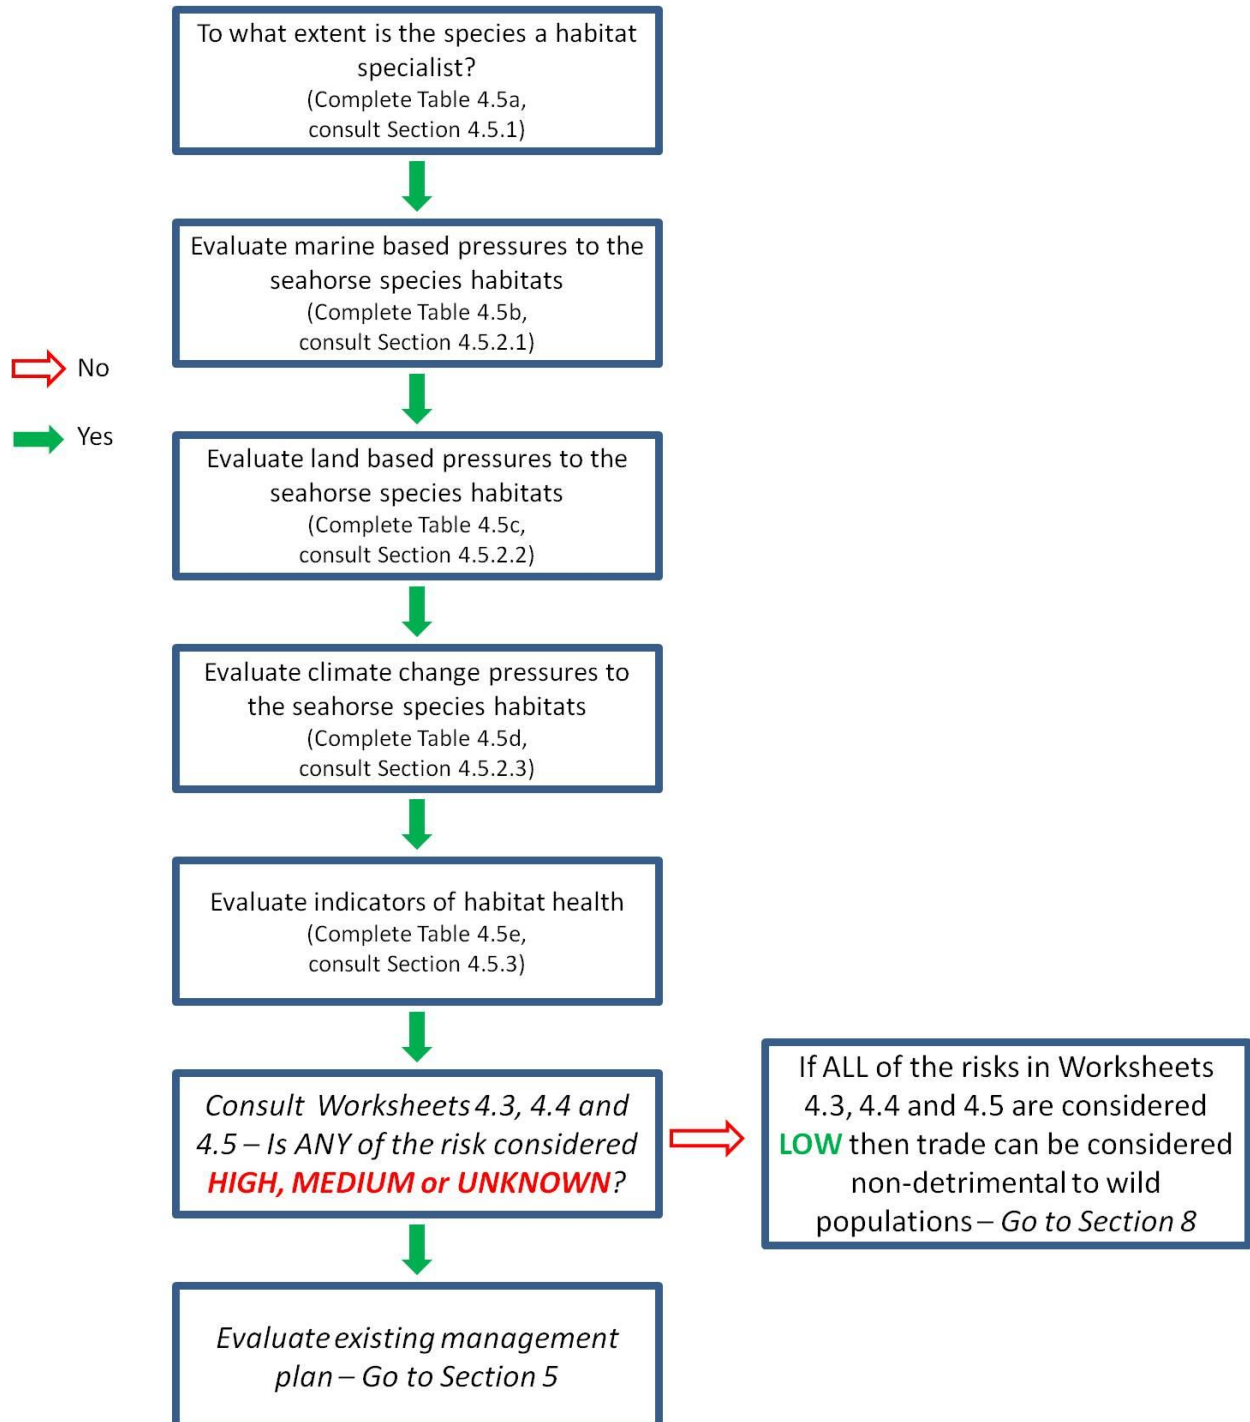 To what extent is the species a habitat
specialist?
(Complete Table 4.5a,
consult Section 4.5.1)
Evaluate marine based pressures to the
seahorse species habitats
(Complete Table 4.5b,
consult Section 4.5.2.1)
No
Yes
Evaluate land based pressures to the
seahorse species habitats
(Complete Table 4.5c,
consult Section 4.5.2.2)
Evaluate climate change pressures to
the seahorse species habitats
(Complete Table 4.5d,
consult Section 4.5.2.3)
Evaluate indicators of habitat health
(Complete Table 4.5e,
consult Section 4.5.3)
Consult Worksheets 4.3, 4.4 and
4.5 – Is ANY of the risk considered
HIGH, MEDIUM or UNKNOWN?
If ALL of the risks in Worksheets
4.3, 4.4 and 4.5 are considered
LOW then trade can be considered
non-detrimental to wild
populations – Go to Section 8
Evaluate existing management
plan – Go to Section 5